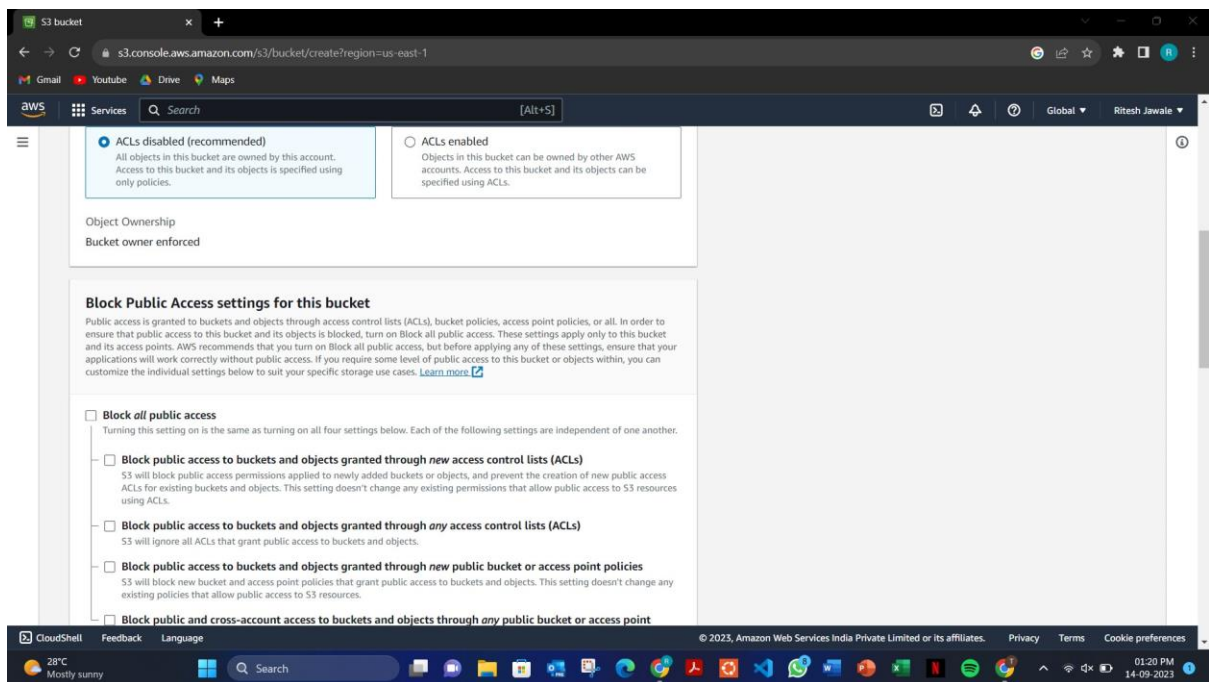 S3 bucket
s3.console.aws.amazon.com/s3/bucket/create?region=us-east-1
R
Gmail Youtube Drive Maps
aws Services Search [Alt+S] Global Ritesh Jawale
ACLs disabled (recommended)
All objects in this bucket are owned by this account.
Access to this bucket and its objects is specified using
only policies.
ACLs enabled
Objects in this bucket can be owned by other AWS
accounts. Access to this bucket and its objects can be
specified using ACLs.
Object Ownership
Bucket owner enforced
Block Public Access settings for this bucket
Public access is granted to buckets and objects through access control lists (ACLs), bucket policies, access point policies, or all. In order to
ensure that public access to this bucket and its objects is blocked, turn on Block all public access. These settings apply only to this bucket
and its access points. AWS recommends that you turn on Block all public access, but before applying any of these settings, ensure that your
applications will work correctly without public access. If you require some level of public access to this bucket or objects within, you can
customize the individual settings below to suit your specific storage use cases. Learn more
Block all public access
Turning this setting on is the same as turning on all four settings below. Each of the following settings are independent of one another.
Block public access to buckets and objects granted through new access control lists (ACLs)
S3 will block public access permissions applied to newly added buckets or objects, and prevent the creation of new public access
ACLs for existing buckets and objects. This setting doesn't change any existing permissions that allow public access to S3 resources
using ACLs.
Block public access to buckets and objects granted through any access control lists (ACLs)
S3 will ignore all ACLs that grant public access to buckets and objects.
Block public access to buckets and objects granted through new public bucket or access point policies
S3 will block new bucket and access point policies that grant public access to buckets and objects. This setting doesn't change any
existing policies that allow public access to S3 resources.
Block public and cross-account access to buckets and objects through any public bucket or access point
CloudShell Feedback Language © 2023, Amazon Web Services India Private Limited or its affiliates. Privacy Terms Cookie preferences
28°C
Mostly sunny
Search
01:20 PM
14-09-2023